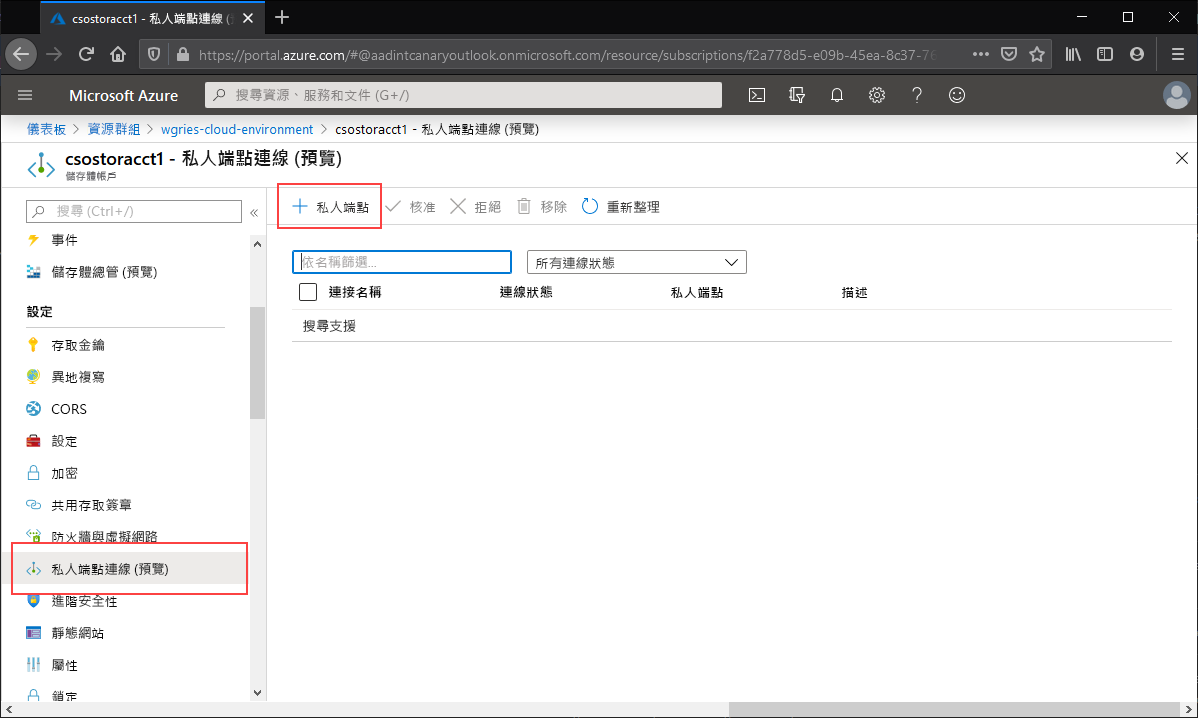 csostoracct1 - 私人端點連線 (
https://portal.azure.com/#@aadintcanaryoutlook.onmicrosoft.com/resource/subscriptions/f2a778d5-e09b-45ea-8c37-76
Microsoft Azure
搜尋資源、服務和文件 (G+/)
儀表板 > 資源群組 > wgries-cloud-environment > csostoracct1 - 私人端點連線 (預覽)
csostoracct1 - 私人端點連線 (預覽)
儲存體帳戶
搜尋 (Ctrl+/)
«
事件
儲存體總管 (預覽)
設定
存取金鑰
異地複寫
CORS
設定
加密
共用存取簽章
防火牆與虛擬網路
私人端點連線 (預覽)
進階安全性
靜態網站
屬性
鎖定
+ 私人端點
核准
拒絕
移除
重新整理
依名稱篩選...
所有連線狀態
連接名稱 連線狀態 私人端點 描述
搜尋支援